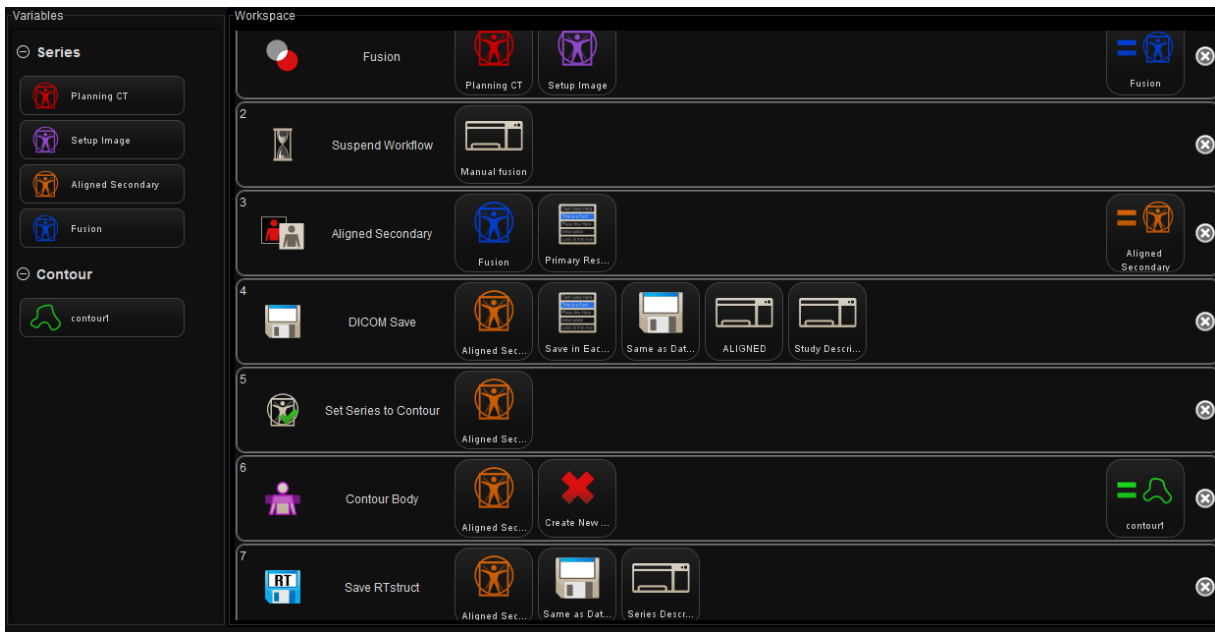 Variables
Series
Planning CT
Setup Image
Aligned Secondary
Fusion
Contour
contour1
Workspace
Fusion
Planning CT
Setup Image
Fusion
2
Suspend Workflow
Manual fusion
3
Aligned Secondary
Fusion
Primary Res...
Aligned
Secondary
4
DICOM Save
Aligned Sec...
Save in Eac...
Same as Dat...
ALIGNED
Study Descri...
5
Set Series to Contour
Aligned Sec...
6
Contour Body
Aligned Sec...
Create New ...
contour1
7
RT
Save RTstruct
Aligned Sec...
Same as Dat...
Series Descr...